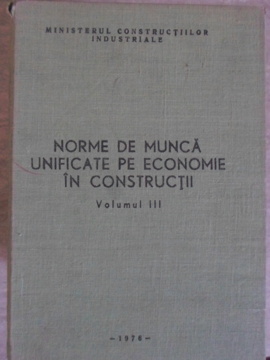 MINISTERUL CONSTRUCȚIILOR
INDUSTRIALE
NORME DE MUNCĂ
UNIFICATE PE ECONOMIE
ÎN CONSTRUCȚII
Volumul III
—1978—